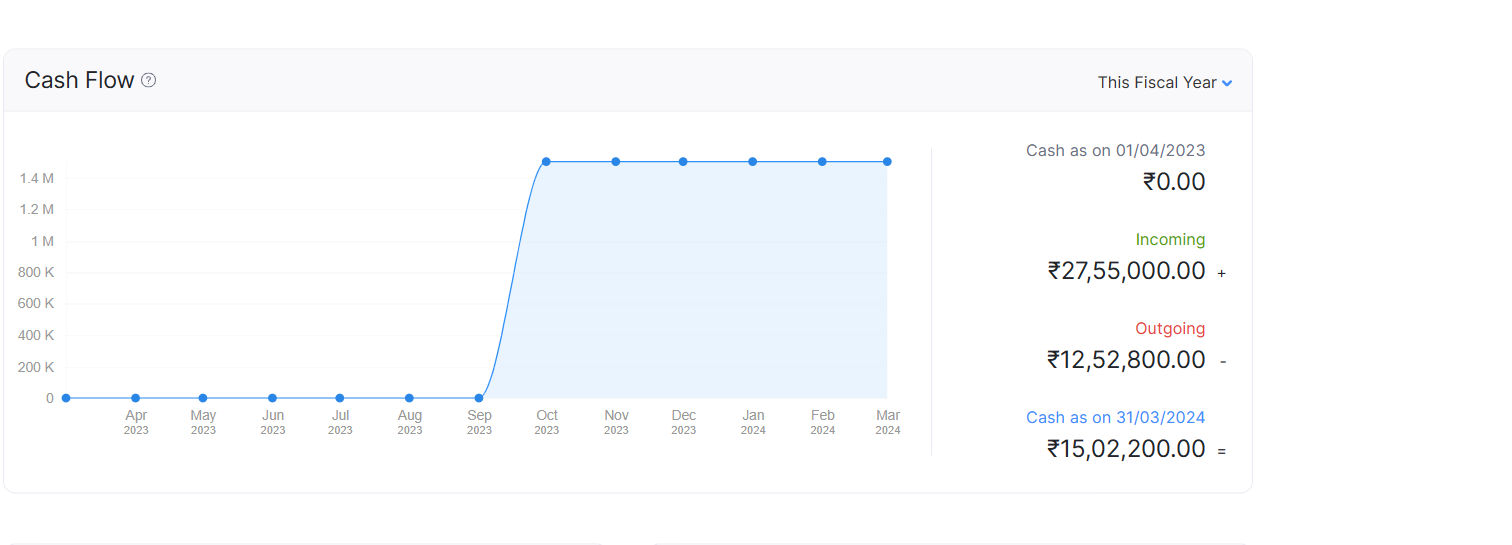 Cash Flow ?
This Fiscal Year
1.4 M
1.2 M
1 M
800 K
600 K
400 K
200 K
0
Apr May Jun Jul Aug Sep Oct Nov Dec Jan Feb Mar
2023 2023 2023 2023 2023 2023 2023 2023 2023 2024 2024 2024
Cash as on 01/04/2023
₹0.00
Incoming
₹27,55,000.00 +
Outgoing
₹12,52,800.00 -
Cash as on 31/03/2024
₹15,02,200.00 =